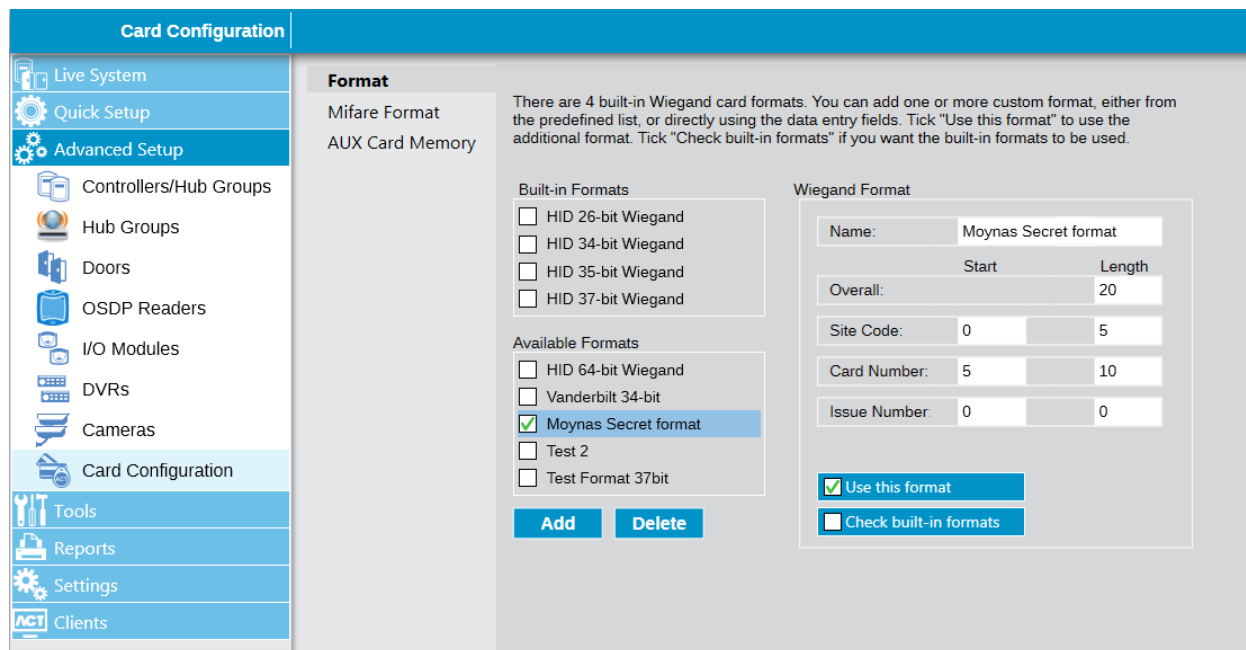 Card Configuration
Live System
Quick Setup
Advanced Setup
Controllers/Hub Groups
Hub Groups
Doors
OSDP Readers
I/O Modules
DVRs
Cameras
Card Configuration
Tools
Reports
Settings
ACT Clients
Format
Mifare Format
AUX Card Memory
There are 4 built-in Wiegand card formats. You can add one or more custom format, either from
the predefined list, or directly using the data entry fields. Tick "Use this format" to use the
additional format. Tick "Check built-in formats" if you want the built-in formats to be used.
Built-in Formats
HID 26-bit Wiegand
HID 34-bit Wiegand
HID 35-bit Wiegand
HID 37-bit Wiegand
Available Formats
HID 64-bit Wiegand
Vanderbilt 34-bit
Moynas Secret format
Test 2
Test Format 37bit
Add Delete
Wiegand Format
Name: Moynas Secret format
Start Length
Overall: 20
Site Code: 0 5
Card Number: 5 10
Issue Number: 0 0
Use this format
Check built-in formats